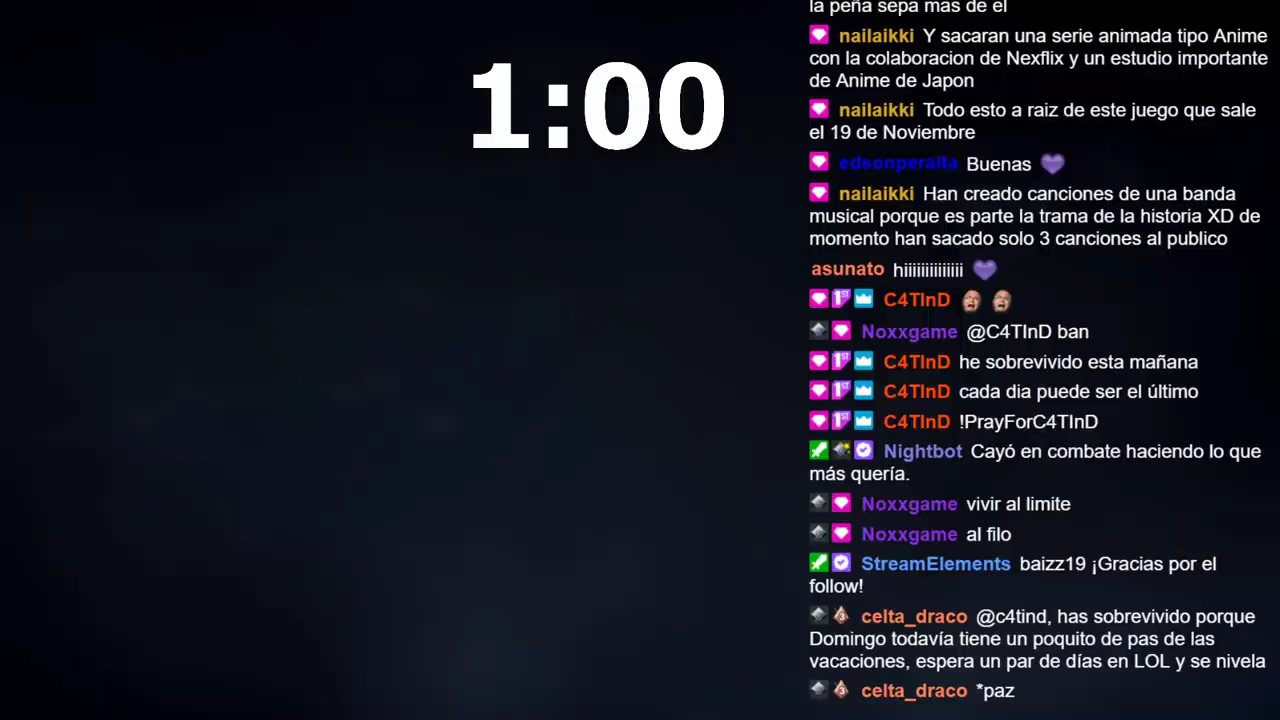 1:00
la peña sepa mas de el
nailaikki Y sacaran una serie animada tipo Anime
con la colaboracion de Nexflix y un estudio importante
de Anime de Japon
nailaikki Todo esto a raiz de este juego que sale
el 19 de Noviembre
edsonperalta Buenas
nailaikki Han creado canciones de una banda
musical porque es parte la trama de la historia XD de
momento han sacado solo 3 canciones al publico
asunato hiiiiiiiiiiiiii
1ST C4TInD
Noxxgame @C4TInD ban
1ST C4TInD he sobrevivido esta mañana
1ST C4TInD cada dia puede ser el último
1ST C4TInD !PrayForC4TInD
Nightbot Cayó en combate haciendo lo que
más quería.
Noxxgame vivir al limite
Noxxgame al filo
StreamElements baizz19 ¡Gracias por el
follow!
3 celta_draco @c4tind, has sobrevivido porque
Domingo todavía tiene un poquito de pas de las
vacaciones, espera un par de días en LOL y se nivela
3 celta_draco *paz